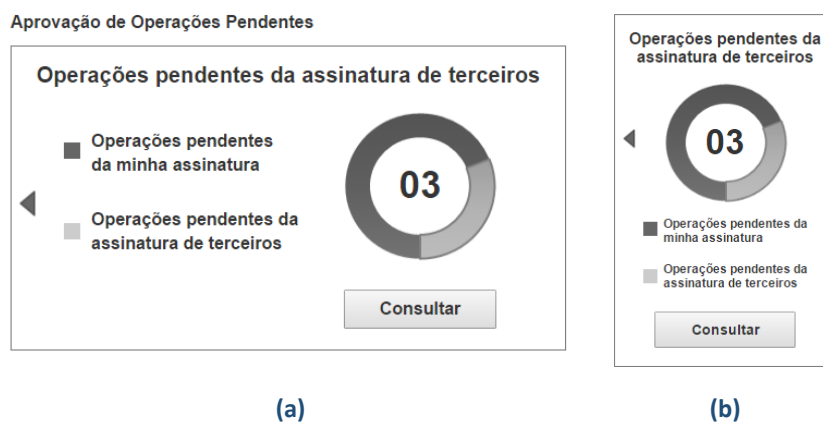 Aprovação de Operações Pendentes
Operações pendentes da assinatura de terceiros
Operações pendentes
da minha assinatura
Operações pendentes da
assinatura de terceiros
03
Consultar
(a)
Operações pendentes da
assinatura de terceiros
03
Operações pendentes da
minha assinatura
Operações pendentes da
assinatura de terceiros
Consultar
(b)